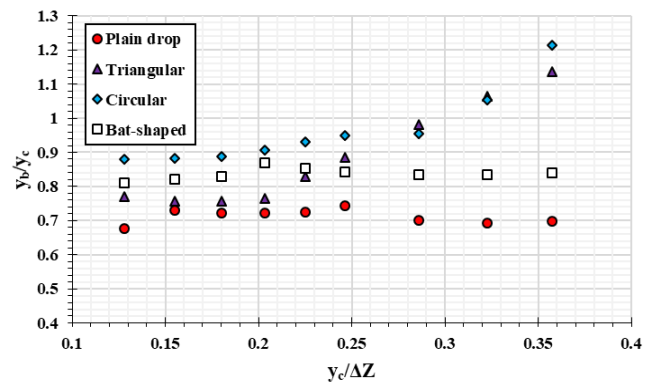 1.3
1.2
1.1
1
0.9
0.8
0.7
0.6
0.5
0.4
y_b/y_c
Plain drop
Triangular
Circular
Bat-shaped
0.1 0.15 0.2 0.25 0.3 0.35 0.4
y_c/ΔZ